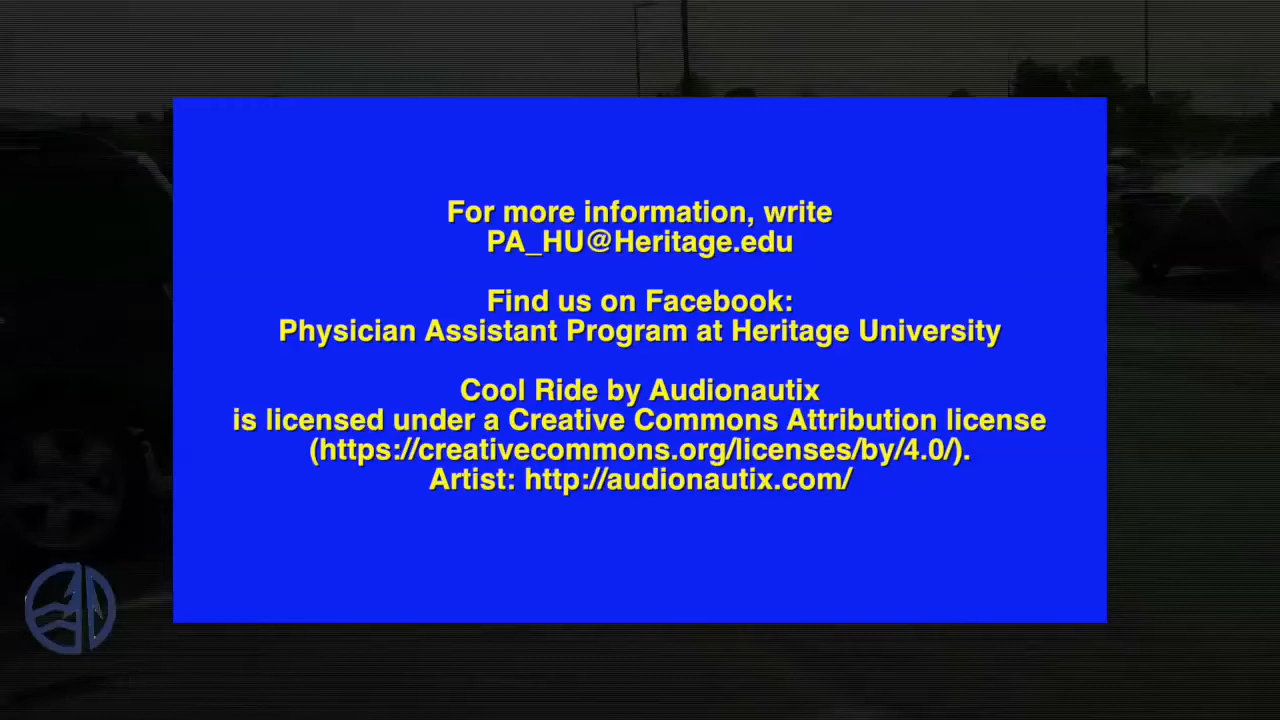 For more information, write
PA_HU@Heritage.edu
Find us on Facebook:
Physician Assistant Program at Heritage University
Cool Ride by Audionautix
is licensed under a Creative Commons Attribution license
(https://creativecommons.org/licenses/by/4.0/).
Artist: http://audionautix.com/